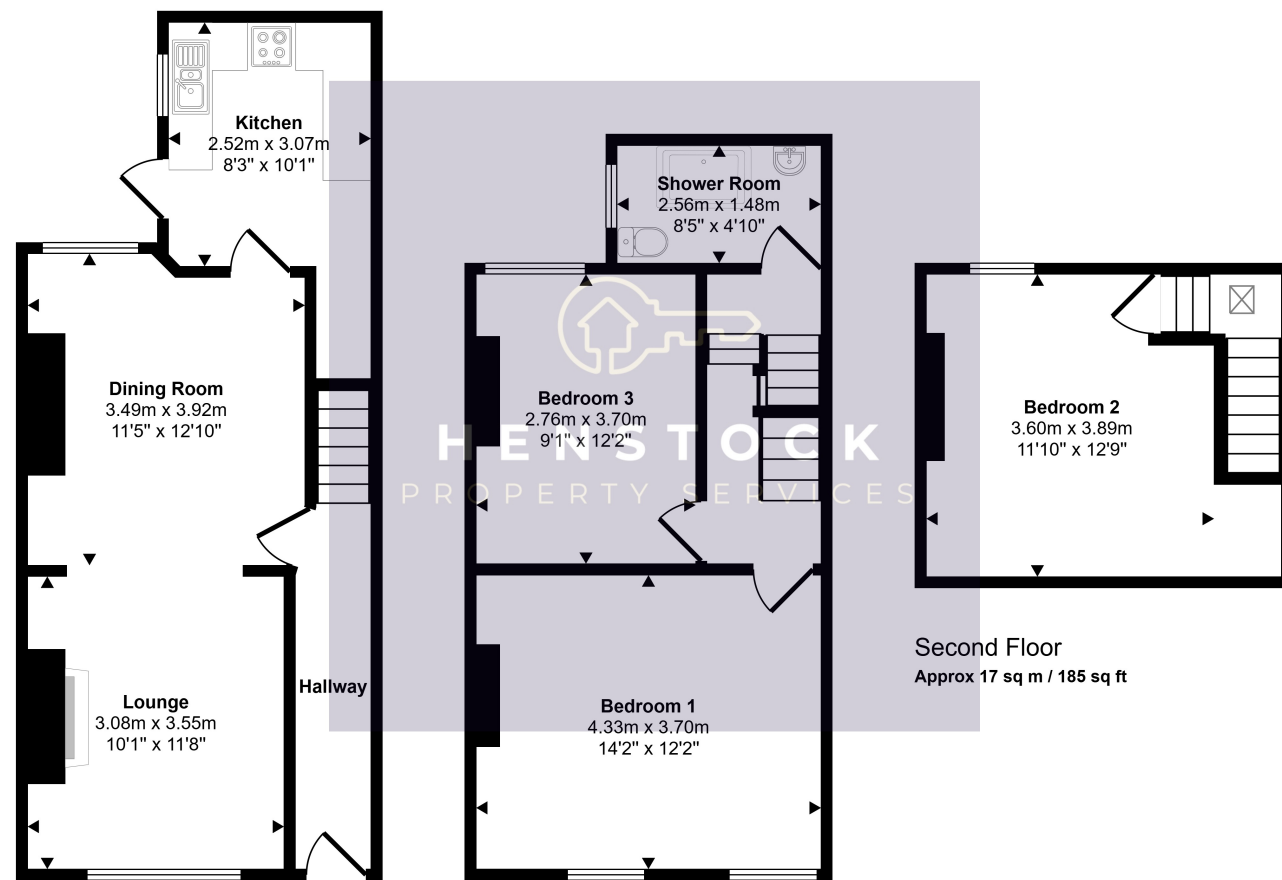 Kitchen
2.52m x 3.07m
8'3" x 10'1"
Dining Room
3.49m x 3.92m
11'5" x 12'10"
Lounge
3.08m x 3.55m
10'1" x 11'8"
Hallway
Shower Room
2.56m x 1.48m
8'5" x 4'10"
Bedroom 3
2.76m x 3.70m
9'1" x 12'2"
HENSTOCK
PROPERTY SERVICES
Bedroom 1
4.33m x 3.70m
14'2" x 12'2"
Bedroom 2
3.60m x 3.89m
11'10" x 12'9"
Second Floor
Approx 17 sq m / 185 sq ft